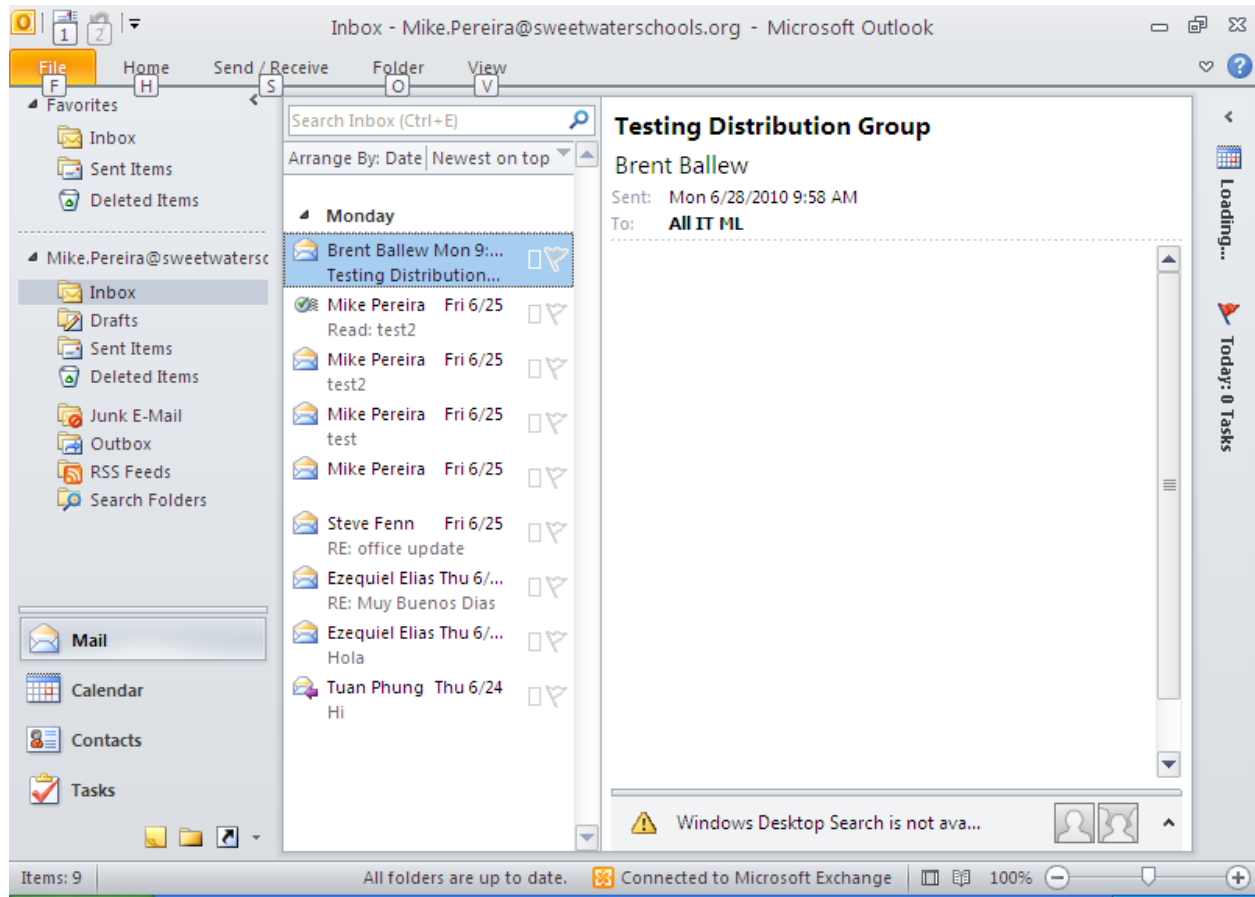 Inbox - Mike.Pereira@sweetwaterschools.org - Microsoft Outlook
1
2
File
Home
Send / Receive
Folder
View
F
H
S
O
V
Favorites
Inbox
Sent Items
Deleted Items
Mike.Pereira@sweetwatersc
Inbox
Drafts
Sent Items
Deleted Items
Junk E-Mail
Outbox
RSS Feeds
Search Folders
Mail
Calendar
Contacts
Tasks
Search Inbox (Ctrl+E)
Arrange By: Date Newest on top
Monday
Brent Ballew Mon 9:...
Testing Distribution...
Mike Pereira Fri 6/25
Read: test2
Mike Pereira Fri 6/25
test2
Mike Pereira Fri 6/25
test
Mike Pereira Fri 6/25
Steve Fenn Fri 6/25
RE: office update
Ezequiel Elias Thu 6/...
RE: Muy Buenos Dias
Ezequiel Elias Thu 6/...
Hola
Tuan Phung Thu 6/24
Hi
Testing Distribution Group
Brent Ballew
Sent: Mon 6/28/2010 9:58 AM
To: All IT ML
Windows Desktop Search is not ava...
Loading...
Today: 0 Tasks
Items: 9
All folders are up to date.
Connected to Microsoft Exchange
100%